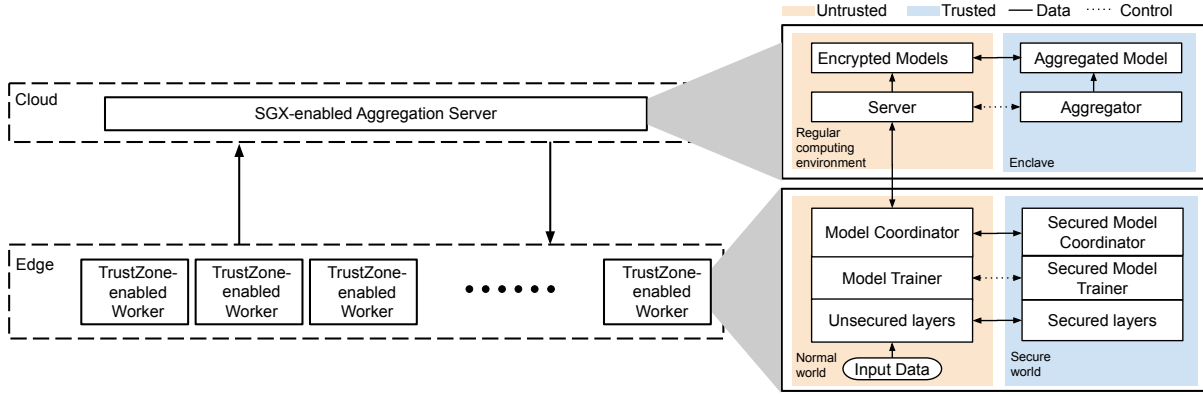 Untrusted
Trusted
Data
Control
Cloud
SGX-enabled Aggregation Server
Encrypted Models
Aggregated Model
Server
Aggregator
Regular
computing
environment
Enclave
Edge
TrustZone-
enabled
Worker
TrustZone-
enabled
Worker
TrustZone-
enabled
Worker
TrustZone-
enabled
Worker
Model Coordinator
Secured Model
Coordinator
Model Trainer
Secured Model
Trainer
Unsecured layers
Secured layers
Normal
world
Input Data
Secure
world